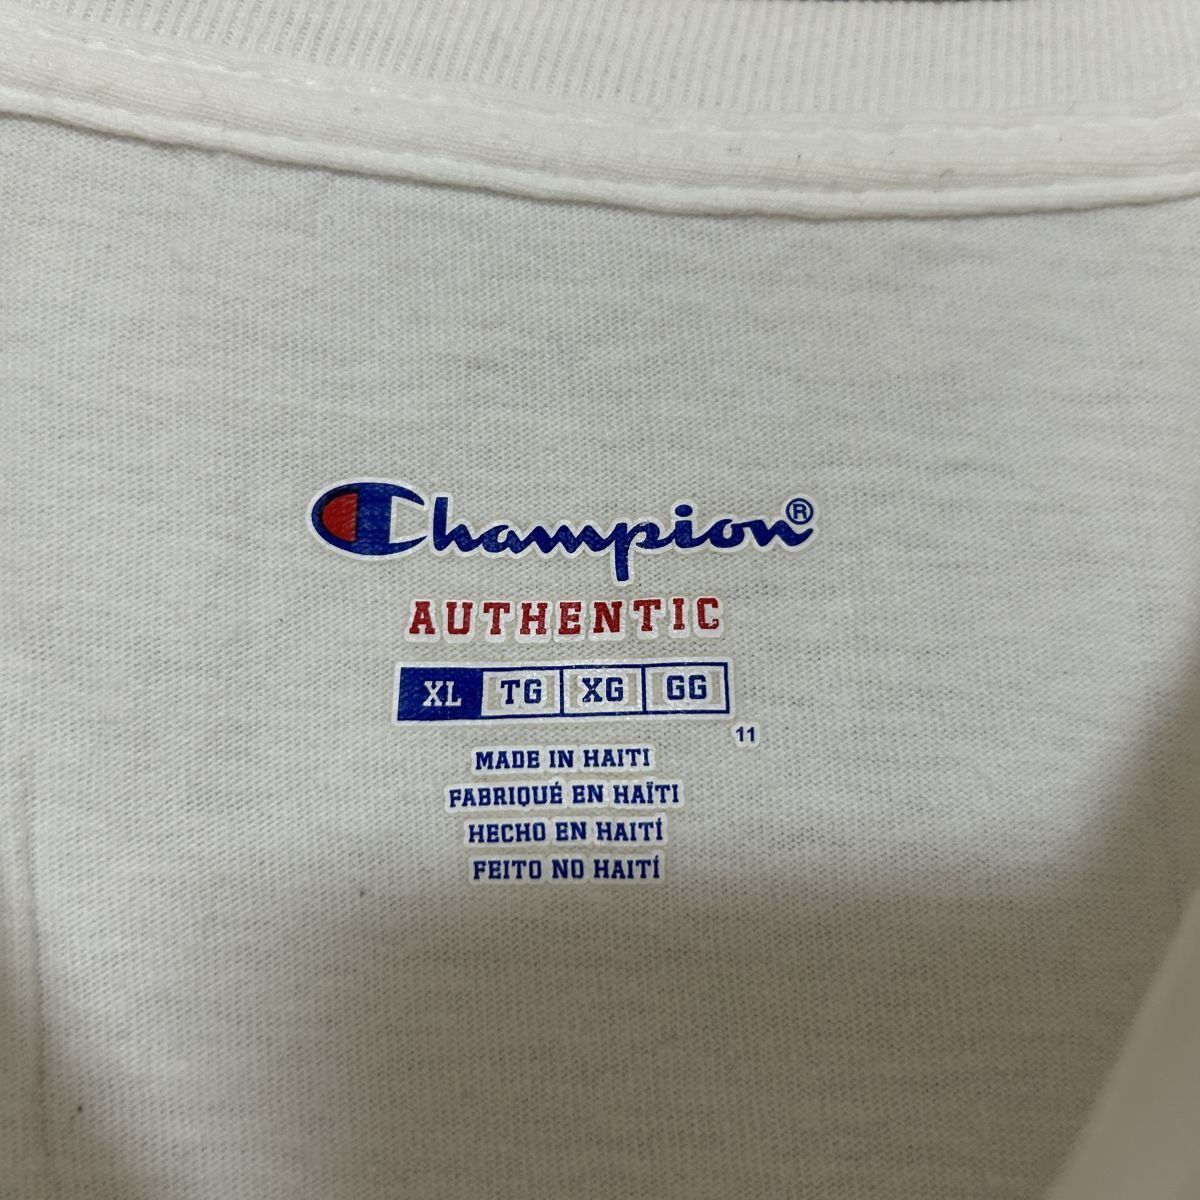 Champion®
AUTHENTIC
XL TG XG GG
11
MADE IN HAITI
FABRIQUÉ EN HAÏTI
HECHO EN HAITÍ
FEITO NO HAITÍ